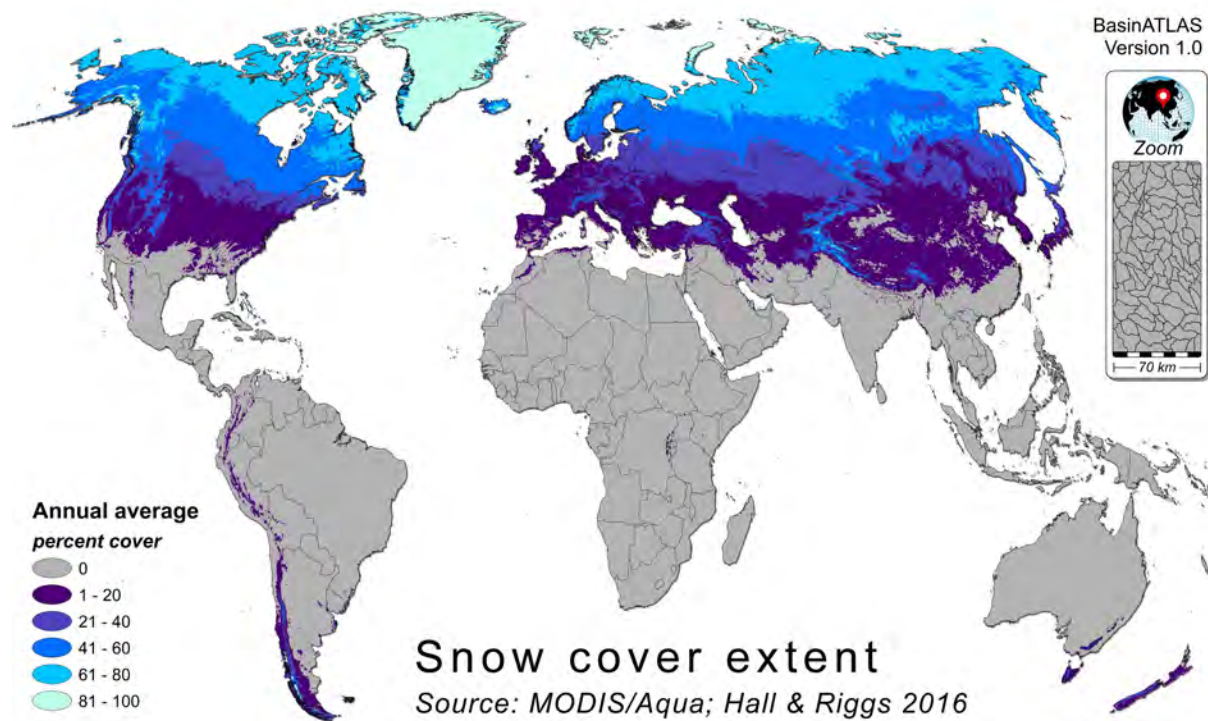 BasinATLAS
Version 1.0
Zoom
70 km
Annual average
percent cover
0
1 - 20
21 - 40
41 - 60
61 - 80
81 - 100
Snow cover extent
Source: MODIS/Aqua; Hall & Riggs 2016